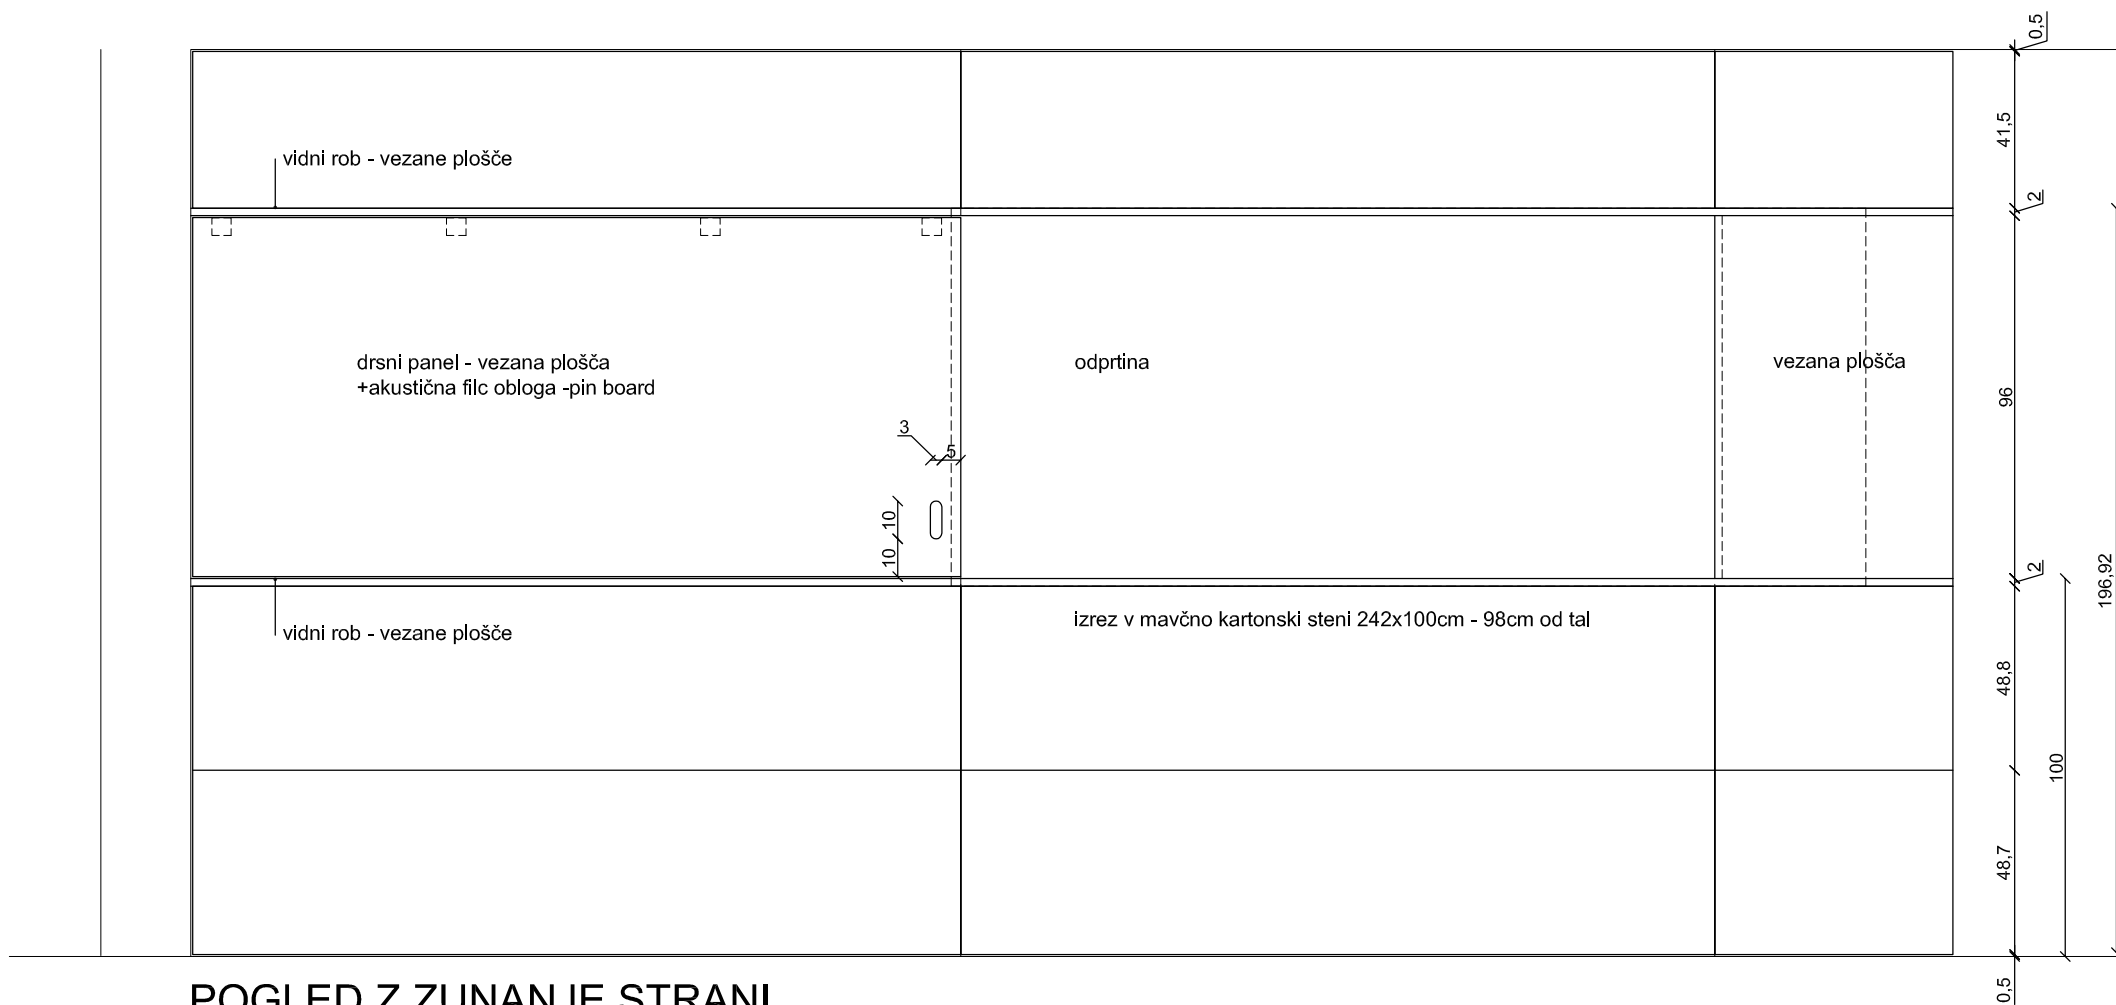 0,5
41,5
vidni rob - vezane plošče
2
drsni panel - vezana plošča
+akustična filc obloga -pin board
odprtina
vezana plošča
96
3
5
10
10
2
196,92
izrez v mavčno kartonski steni 242x100cm - 98cm od tal
vidni rob - vezane plošče
48,8
100
48,7
POGLED Z ZUNANJE STRANI
0,5